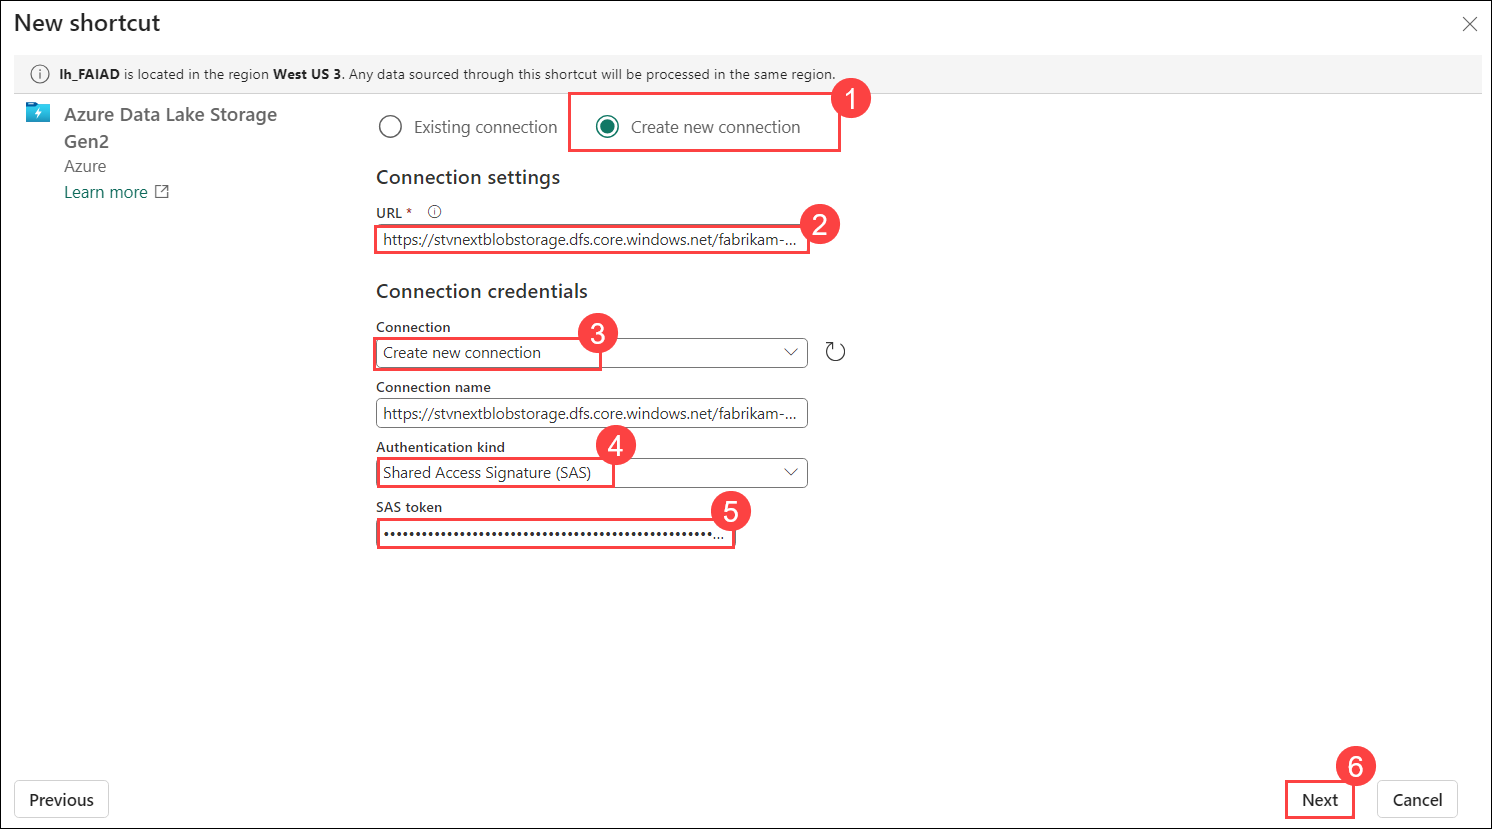 New shortcut
lh_FAIAD is located in the region West US 3. Any data sourced through this shortcut will be processed in the same region.
Azure Data Lake Storage
Gen2
Azure
Learn more
Existing connection
Create new connection
1
Connection settings
URL *
https://stvnextblobstorage.dfs.core.windows.net/fabrikam-...
2
Connection credentials
Connection
3
Create new connection
Connection name
https://stvnextblobstorage.dfs.core.windows.net/fabrikam-...
Authentication kind
4
Shared Access Signature (SAS)
SAS token
5
6
Previous
Next
Cancel